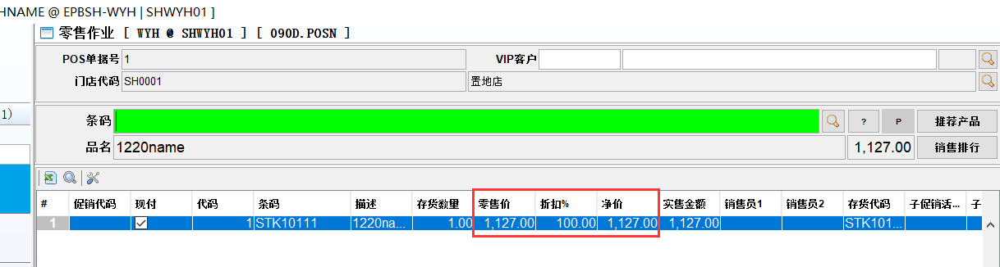 HNAME @ EPBSH-WYH | SHWYH01 ]
零售作业 [ WYH @ SHWYH01 ] [ 090D.POSN ]
POS单据号 1 VIP客户
门店代码 SH0001 置地店
1)
条码 ? P 推荐产品
品名 1220name 1,127.00 销售排行
# 促销代码 现付 代码 条码 描述 存货数量 零售价 折扣% 净价 实售金额 销售员1 销售员2 存货代码 子促销活... 子
1 1 STK10111 1220na... 1.00 1,127.00 100.00 1,127.00 1,127.00 STK101...